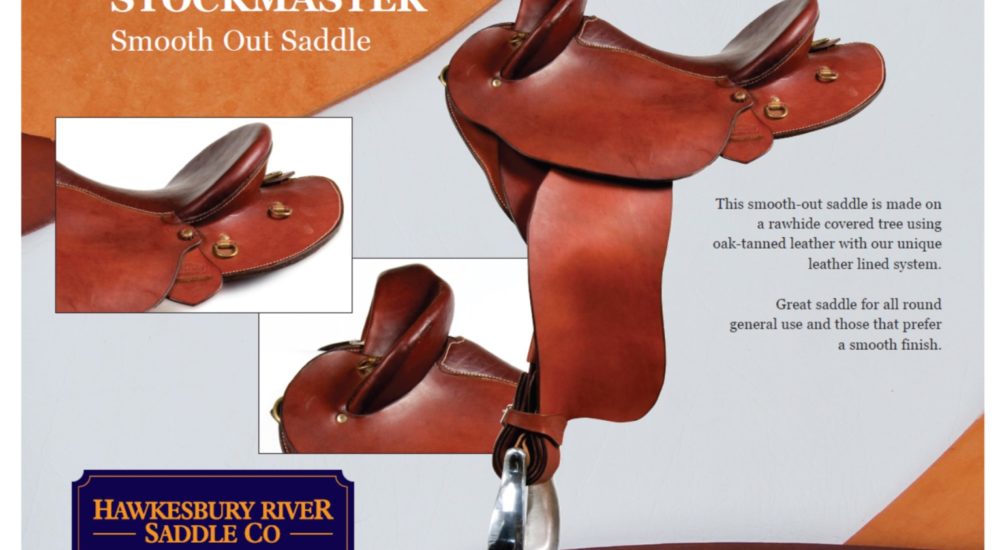 STOCKMASTER
Smooth Out Saddle
This smooth-out saddle is made on
a rawhide covered tree using
oak-tanned leather with our unique
leather lined system.
Great saddle for all round
general use and those that prefer
a smooth finish.
HAWKESBURY RIVER
SADDLE CO